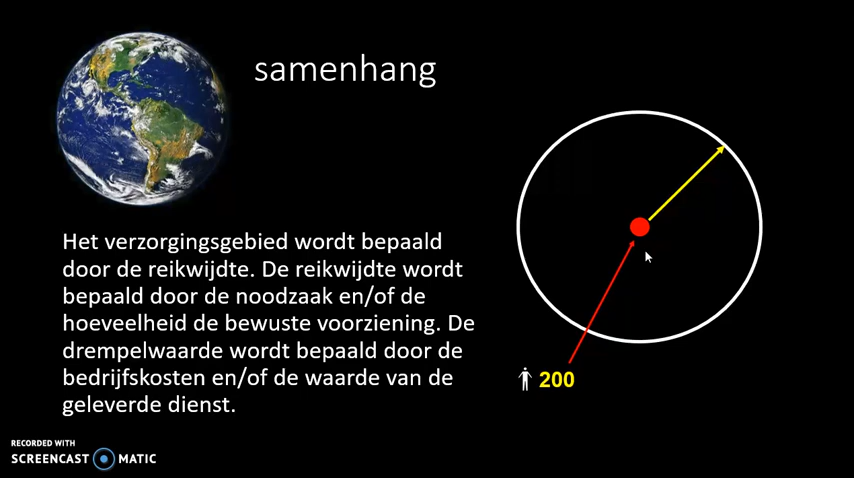 samenhang
Het verzorgingsgebied wordt bepaald
door de reikwijdte. De reikwijdte wordt
bepaald door de noodzaak en/of de
hoeveelheid de bewuste voorziening. De
drempelwaarde wordt bepaald door de
bedrijfskosten en/of de waarde van de
geleverde dienst.
200
RECORDED WITH
SCREENCAST MATIC